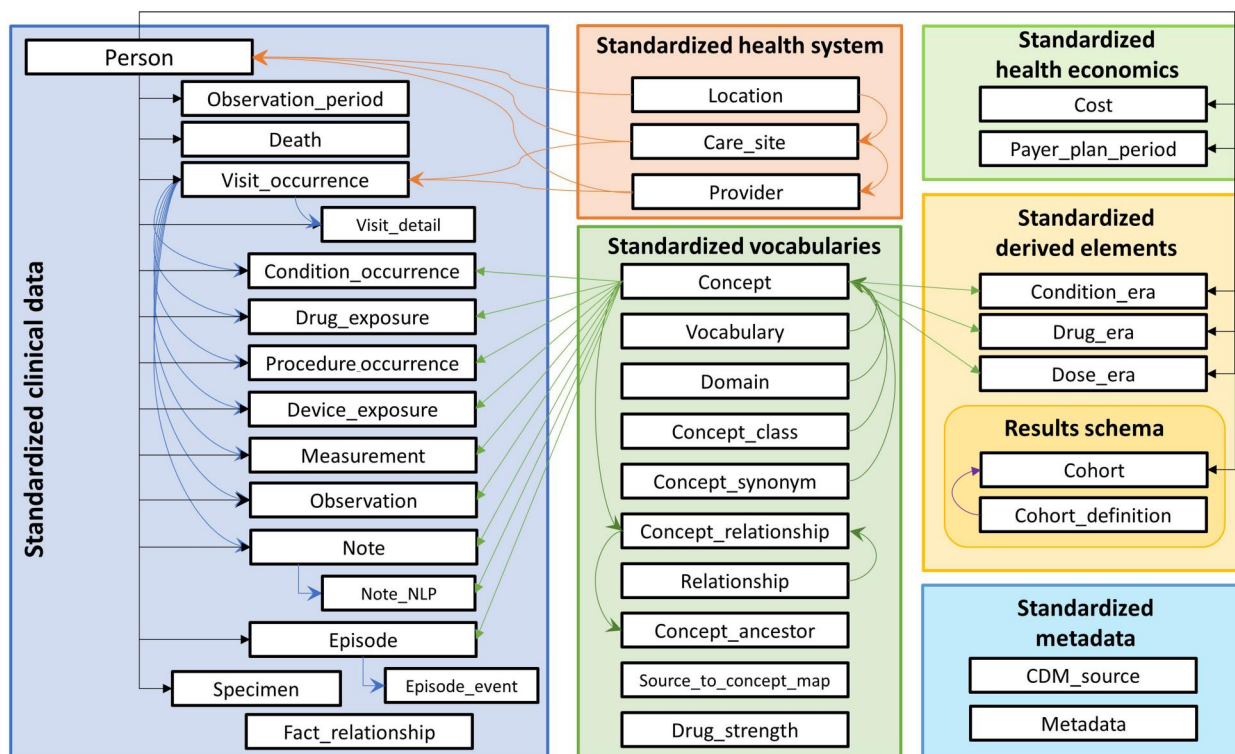 Standardized clinical data
Person
Observation_period
Death
Visit_occurrence
Visit_detail
Condition_occurrence
Drug_exposure
Procedure_occurrence
Device_exposure
Measurement
Observation
Note
Note_NLP
Episode
Specimen
Episode_event
Fact_relationship
Standardized health system
Location
Care_site
Provider
Standardized vocabularies
Concept
Vocabulary
Domain
Concept_class
Concept_synonym
Concept_relationship
Relationship
Concept_ancestor
Source_to_concept_map
Drug_strength
Standardized
health economics
Cost
Payer_plan_period
Standardized
derived elements
Condition_era
Drug_era
Dose_era
Results schema
Cohort
Cohort_definition
Standardized
metadata
CDM_source
Metadata